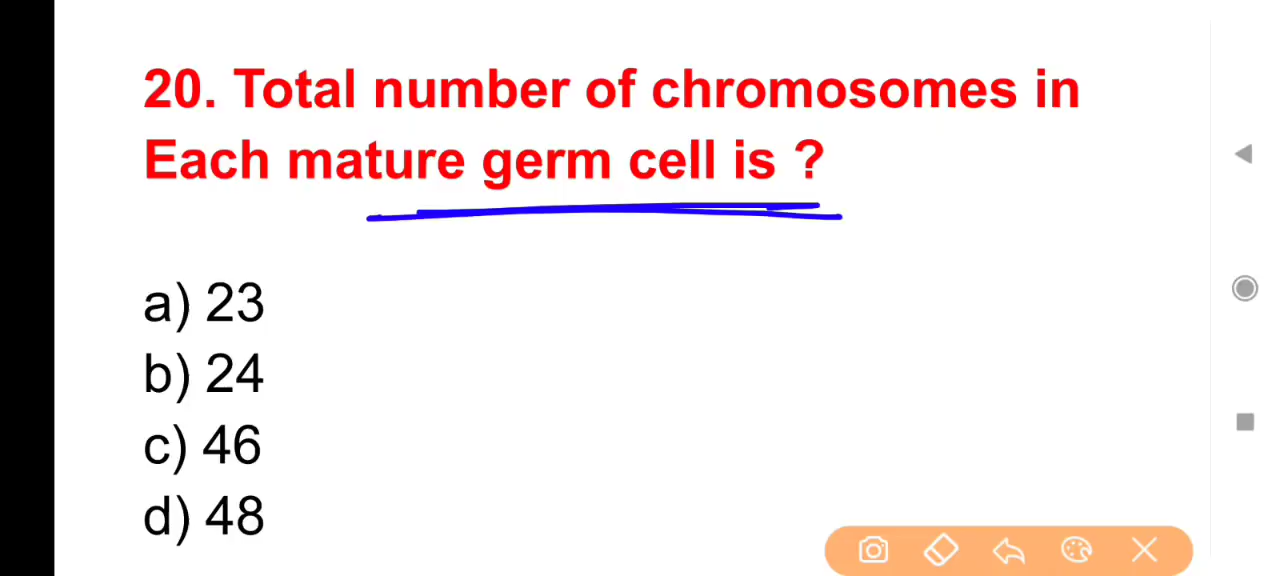 20. Total number of chromosomes in
Each mature germ cell is ?
a) 23
b) 24
c) 46
d) 48